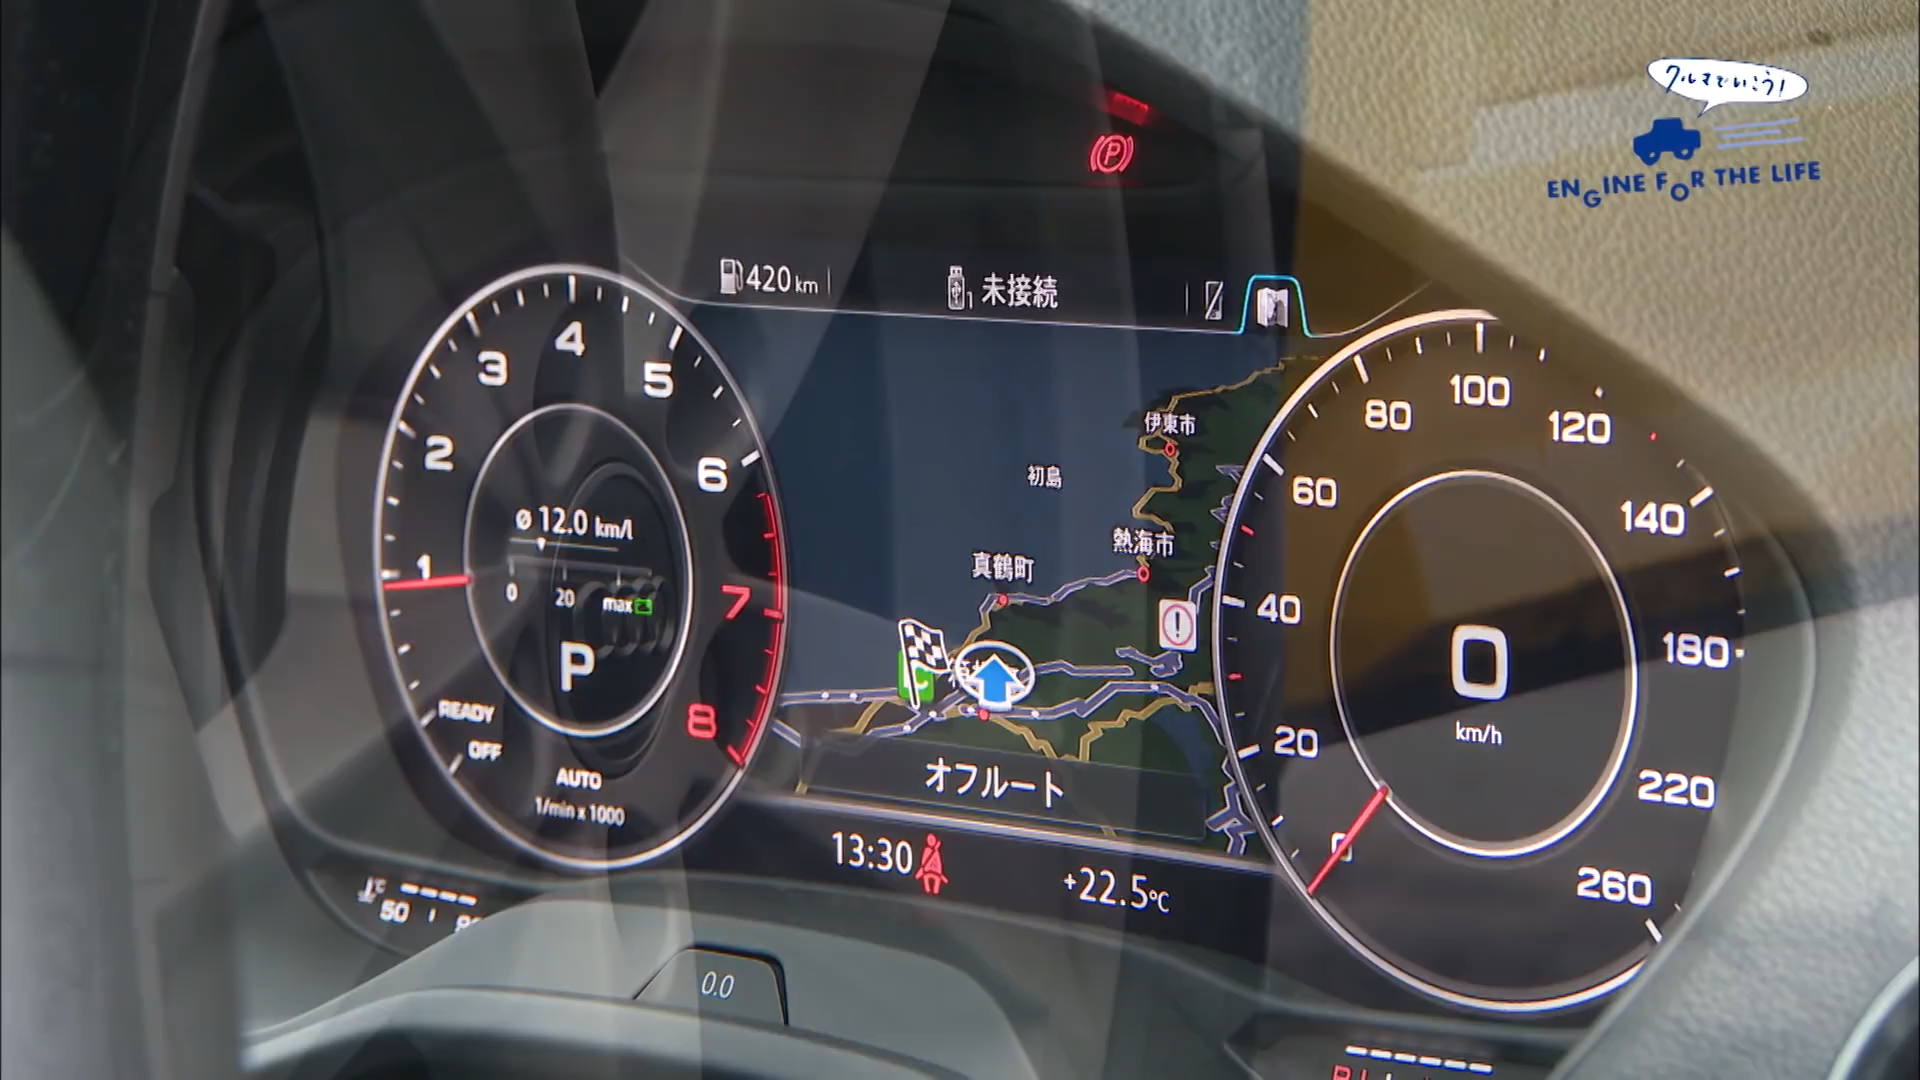 クルマでいこう!
ENGINE FOR THE LIFE
P
420 km
1 未接続
1 2 3 4 5 6 7 8
12.0 km/l
0 20 max
P
READY
OFF
AUTO
1/min x 1000
伊東市
初島
熱海市
真鶴町
オフルート
0 20 40 60 80 100 120 140 180 220 260
0
km/h
13:30
+22.5°C
°C
50
0.0